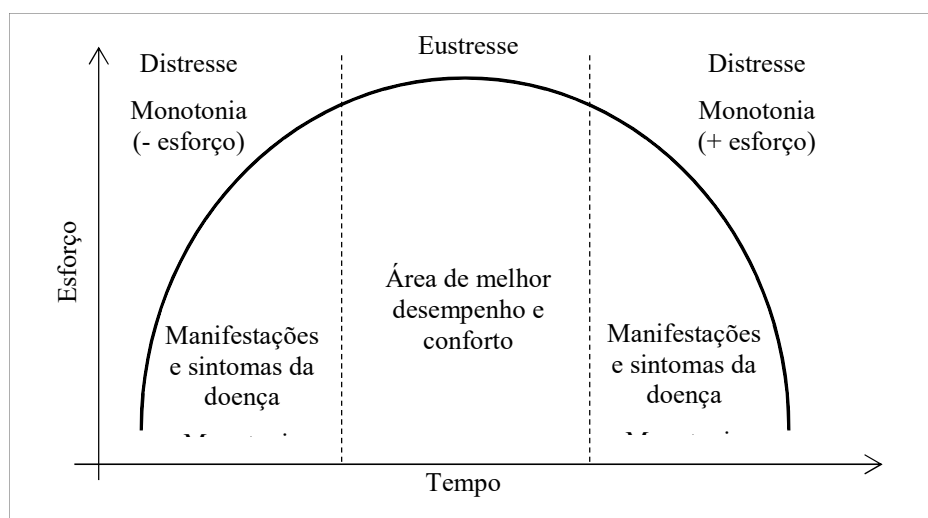 Eustresse
Distresse
Monotonia
(- esforço)
Distresse
Monotonia
(+ esforço)
Esforço
Área de melhor
desempenho e
conforto
Manifestações
e sintomas da
doença
Manifestações
e sintomas da
doença
Tempo